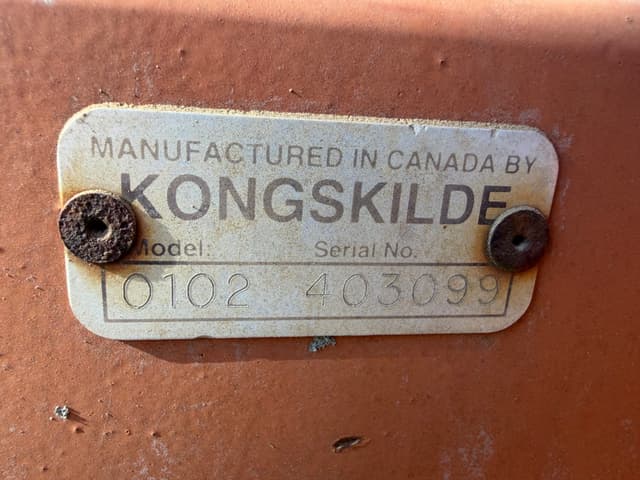 MANUFACTURED IN CANADA BY
KONGSKILDE
Model: Serial No.
0102 403099